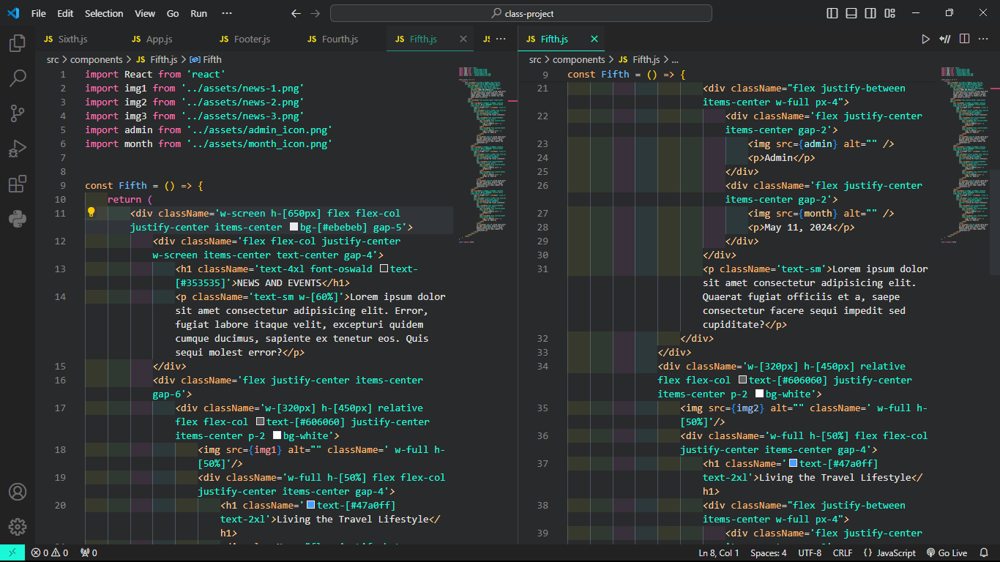 File Edit Selection View Go Run ··· class-project
JS Sixth.js JS App.js JS Footer.js JS Fourth.js JS Fifth.js JS ···
src > components > JS Fifth.js > Fifth
1 import React from 'react'
2 import img1 from '../assets/news-1.png'
3 import img2 from '../assets/news-2.png'
4 import img3 from '../assets/news-3.png'
5 import admin from '../assets/admin_icon.png'
6 import month from '../assets/month_icon.png'
7
8
9 const Fifth = () => {
10 return (
11 <div className='w-screen h-[650px] flex flex-col
justify-center items-center bg-[#ebebeb] gap-5'>
12 <div className='flex flex-col justify-center
w-screen items-center text-center gap-4'>
13 <h1 className='text-4xl font-oswald text-
[#353535]'>NEWS AND EVENTS</h1>
14 <p className='text-sm w-[60%]'>Lorem ipsum dolor
sit amet consectetur adipisicing elit. Error,
fugiat labore itaque velit, excepturi quidem
cumque ducimus, sapiente ex tenetur eos. Quis
sequi molest error?</p>
15 </div>
16 <div className='flex justify-center items-center
gap-6'>
17 <div className='w-[320px] h-[450px] relative
flex flex-col text-[#606060] justify-center
items-center p-2 bg-white'>
18 <img src={img1} alt="" className=' w-full h-
[50%]'/>
19 <div className='w-full h-[50%] flex flex-col
justify-center items-center gap-4'>
20 <h1 className='text-[#47a0ff]
text-2xl'>Living the Travel Lifestyle</
h1>
JS Fifth.js
src > components > JS Fifth.js > ...
9 const Fifth = () => {
21 <div className="flex justify-between
items-center w-full px-4">
22 <div className='flex justify-center
items-center gap-2'>
23 <img src={admin} alt="" />
24 <p>Admin</p>
25 </div>
26 <div className='flex justify-center
items-center gap-2'>
27 <img src={month} alt="" />
28 <p>May 11, 2024</p>
29 </div>
30 </div>
31 <p className='text-sm'>Lorem ipsum dolor
sit amet consectetur adipisicing elit.
Quaerat fugiat officiis et a, saepe
consectetur facere sequi impedit sed
cupiditate?</p>
32 </div>
33 </div>
34 <div className='w-[320px] h-[450px] relative
flex flex-col text-[#606060] justify-center
items-center p-2 bg-white'>
35 <img src={img2} alt="" className=' w-full h-
[50%]'/>
36 <div className='w-full h-[50%] flex flex-col
justify-center items-center gap-4'>
37 <h1 className='text-[#47a0ff]
text-2xl'>Living the Travel Lifestyle</
h1>
38 <div className="flex justify-between
items-center w-full px-4">
39 <div className='flex justify-center
0 0 0 Ln 8, Col 1 Spaces: 4 UTF-8 CRLF {} JavaScript Go Live